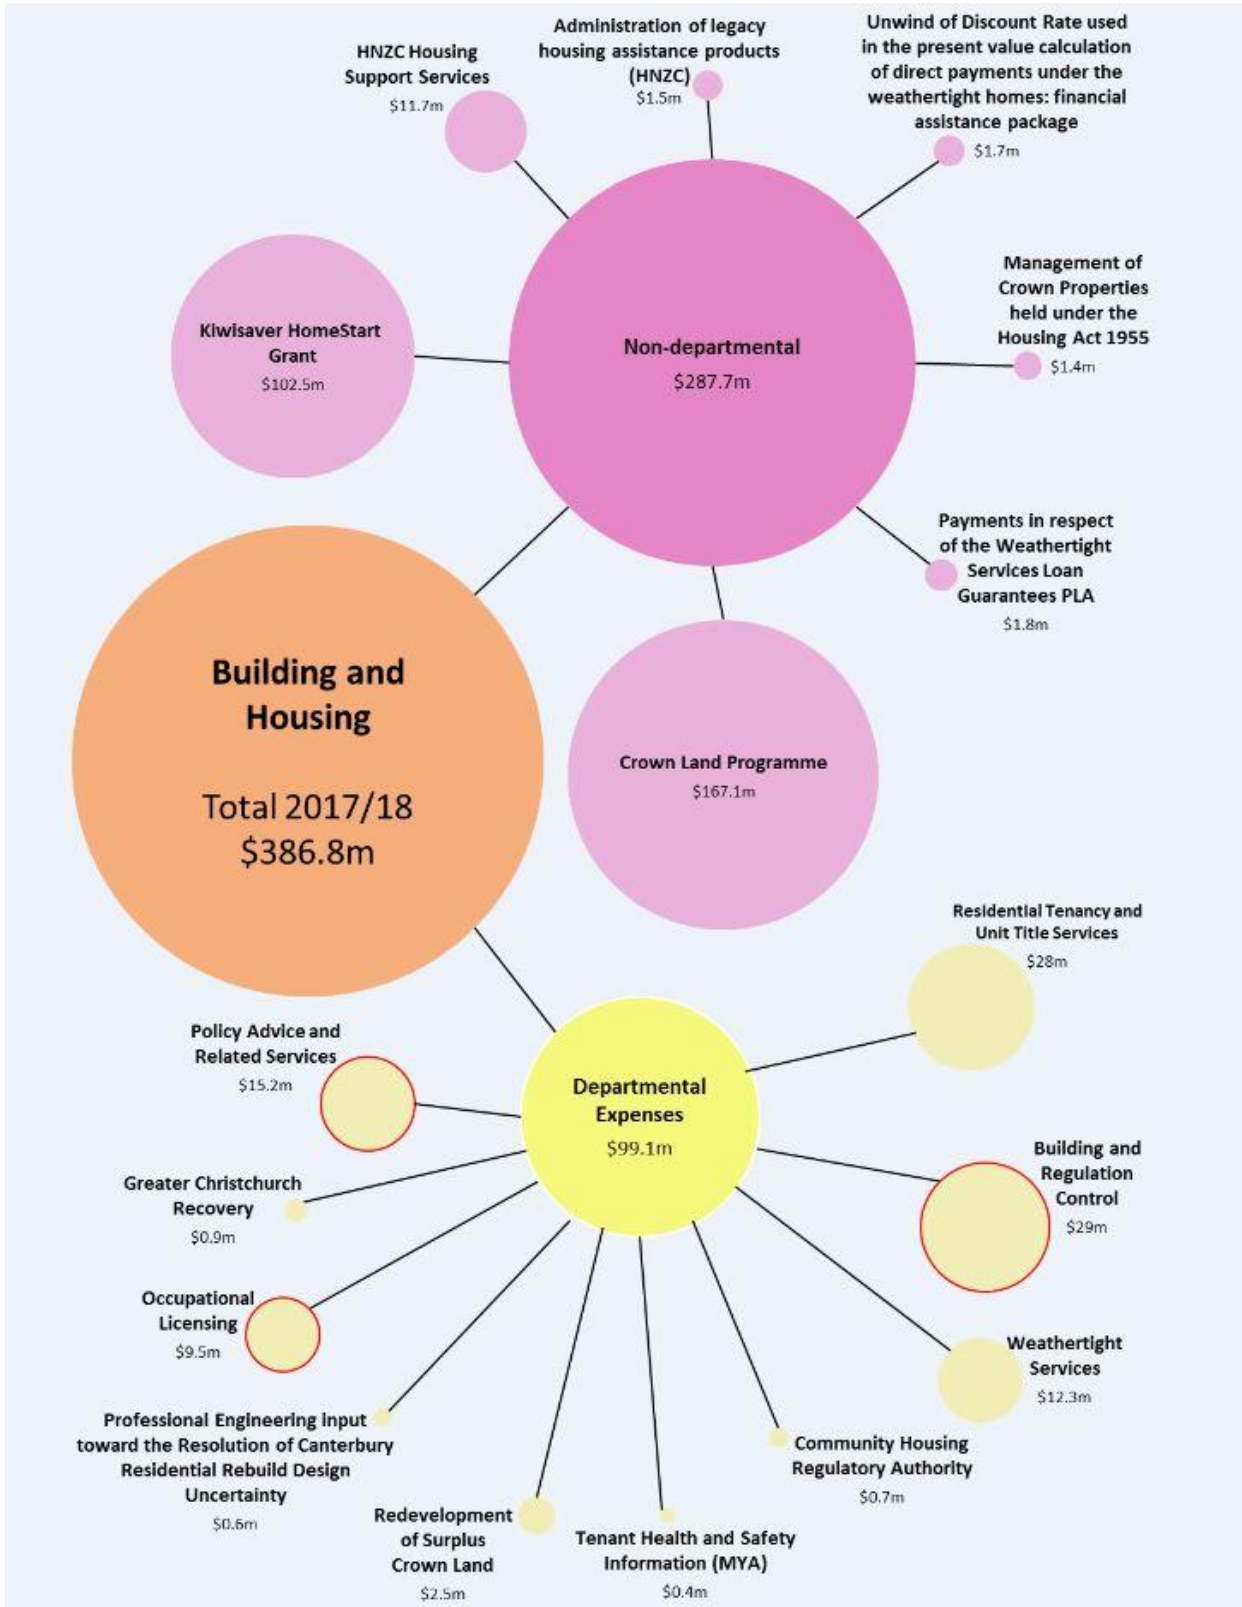 HNZC Housing
Support Services
$11.7m
Administration of legacy
housing assistance products
(HNZC)
$1.5m
Unwind of Discount Rate used
in the present value calculation
of direct payments under the
weathertight homes: financial
assistance package
$1.7m
Kiwisaver HomeStart
Grant
$102.5m
Non-departmental
$287.7m
Management of
Crown Properties
held under the
Housing Act 1955
$1.4m
Payments in respect
of the Weathertight
Services Loan
Guarantees PLA
$1.8m
Building and
Housing
Total 2017/18
$386.8m
Crown Land Programme
$167.1m
Residential Tenancy and
Unit Title Services
$28m
Policy Advice and
Related Services
$15.2m
Departmental
Expenses
$99.1m
Building and
Regulation
Control
$29m
Greater Christchurch
Recovery
$0.9m
Occupational
Licensing
$9.5m
Weathertight
Services
$12.3m
Professional Engineering input
toward the Resolution of Canterbury
Residential Rebuild Design
Uncertainty
$0.6m
Redevelopment
of Surplus
Crown Land
$2.5m
Tenant Health and Safety
Information (MYA)
$0.4m
Community Housing
Regulatory Authority
$0.7m